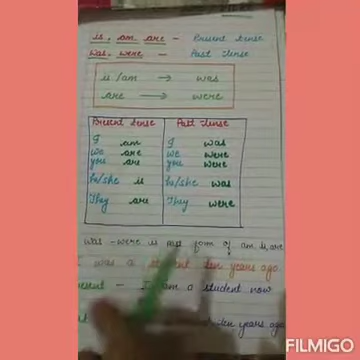 is, am, are - Present tense
was, were - Past tense
is/am → was
are → were
Present tense Past tense
I am I was
we are we were
you are you were
he/she is he/she was
They are They were
was - were is past form of am is, are
was a student ten years ago
- I am a student now
ten years ago
FILMIGO